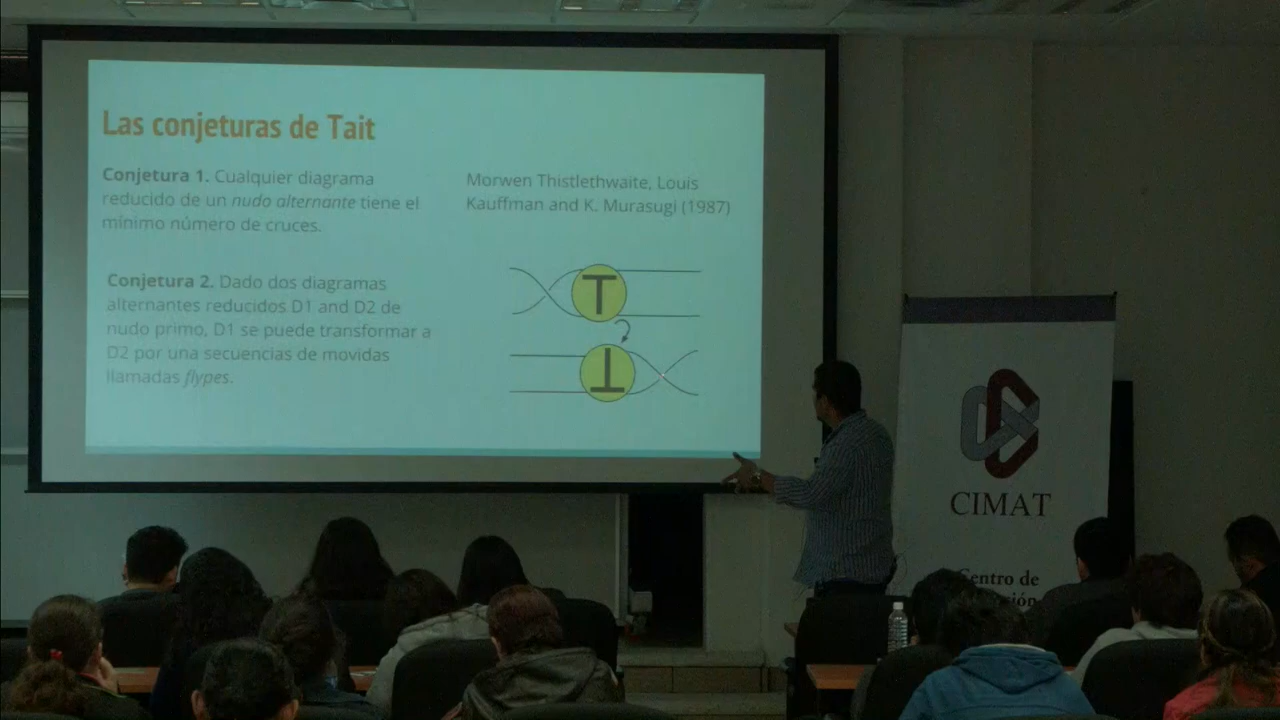 Las conjeturas de Tait
Conjetura 1. Cualquier diagrama
reducido de un nudo alternante tiene el
mínimo número de cruces.
Morwen Thistlethwaite, Louis
Kauffman and K. Murasugi (1987)
Conjetura 2. Dado dos diagramas
alternantes reducidos D1 and D2 de
nudo primo, D1 se puede transformar a
D2 por una secuencias de movidas
llamadas flypes.
T
T
CIMAT
Centro de